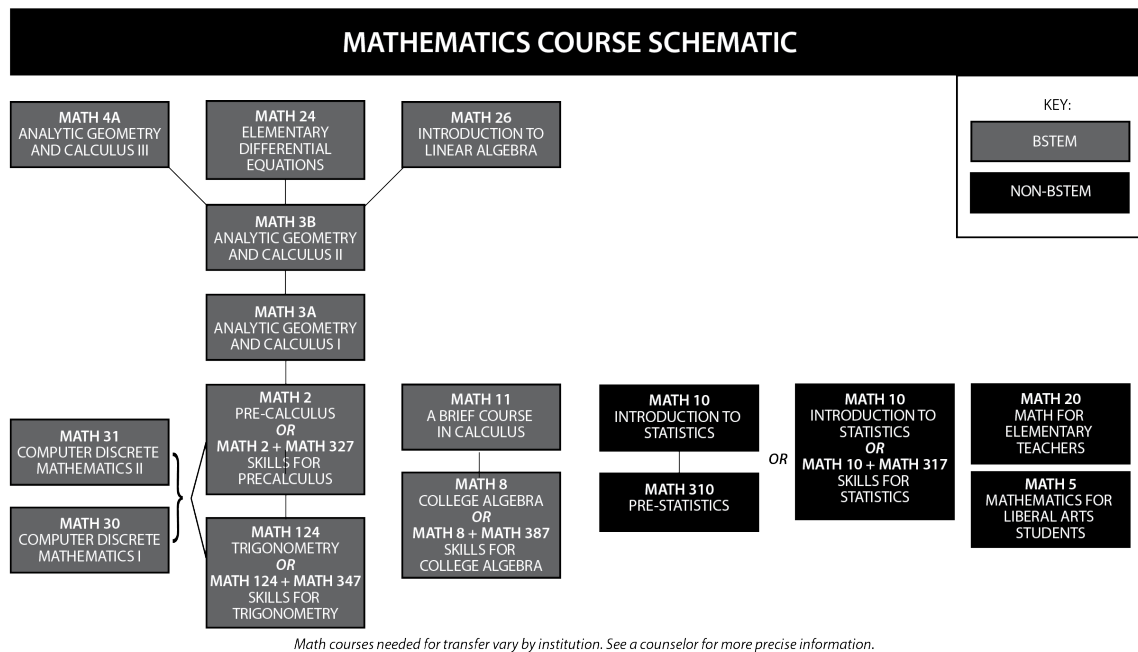 MATHEMATICS COURSE SCHEMATIC
KEY:
BSTEM
NON-BSTEM
MATH 4A
ANALYTIC GEOMETRY
AND CALCULUS III
MATH 24
ELEMENTARY
DIFFERENTIAL
EQUATIONS
MATH 26
INTRODUCTION TO
LINEAR ALGEBRA
MATH 3B
ANALYTIC GEOMETRY
AND CALCULUS II
MATH 3A
ANALYTIC GEOMETRY
AND CALCULUS I
MATH 2
PRE-CALCULUS
OR
MATH 2 + MATH 327
SKILLS FOR
PRECALCULUS
MATH 31
COMPUTER DISCRETE
MATHEMATICS II
MATH 30
COMPUTER DISCRETE
MATHEMATICS I
MATH 124
TRIGONOMETRY
OR
MATH 124 + MATH 347
SKILLS FOR
TRIGONOMETRY
MATH 11
A BRIEF COURSE
IN CALCULUS
MATH 8
COLLEGE ALGEBRA
OR
MATH 8 + MATH 387
SKILLS FOR
COLLEGE ALGEBRA
MATH 10
INTRODUCTION TO
STATISTICS
MATH 310
PRE-STATISTICS
OR
MATH 10
INTRODUCTION TO
STATISTICS
OR
MATH 10 + MATH 317
SKILLS FOR
STATISTICS
MATH 20
MATH FOR
ELEMENTARY
TEACHERS
MATH 5
MATHEMATICS FOR
LIBERAL ARTS
STUDENTS
Math courses needed for transfer vary by institution. See a counselor for more precise information.